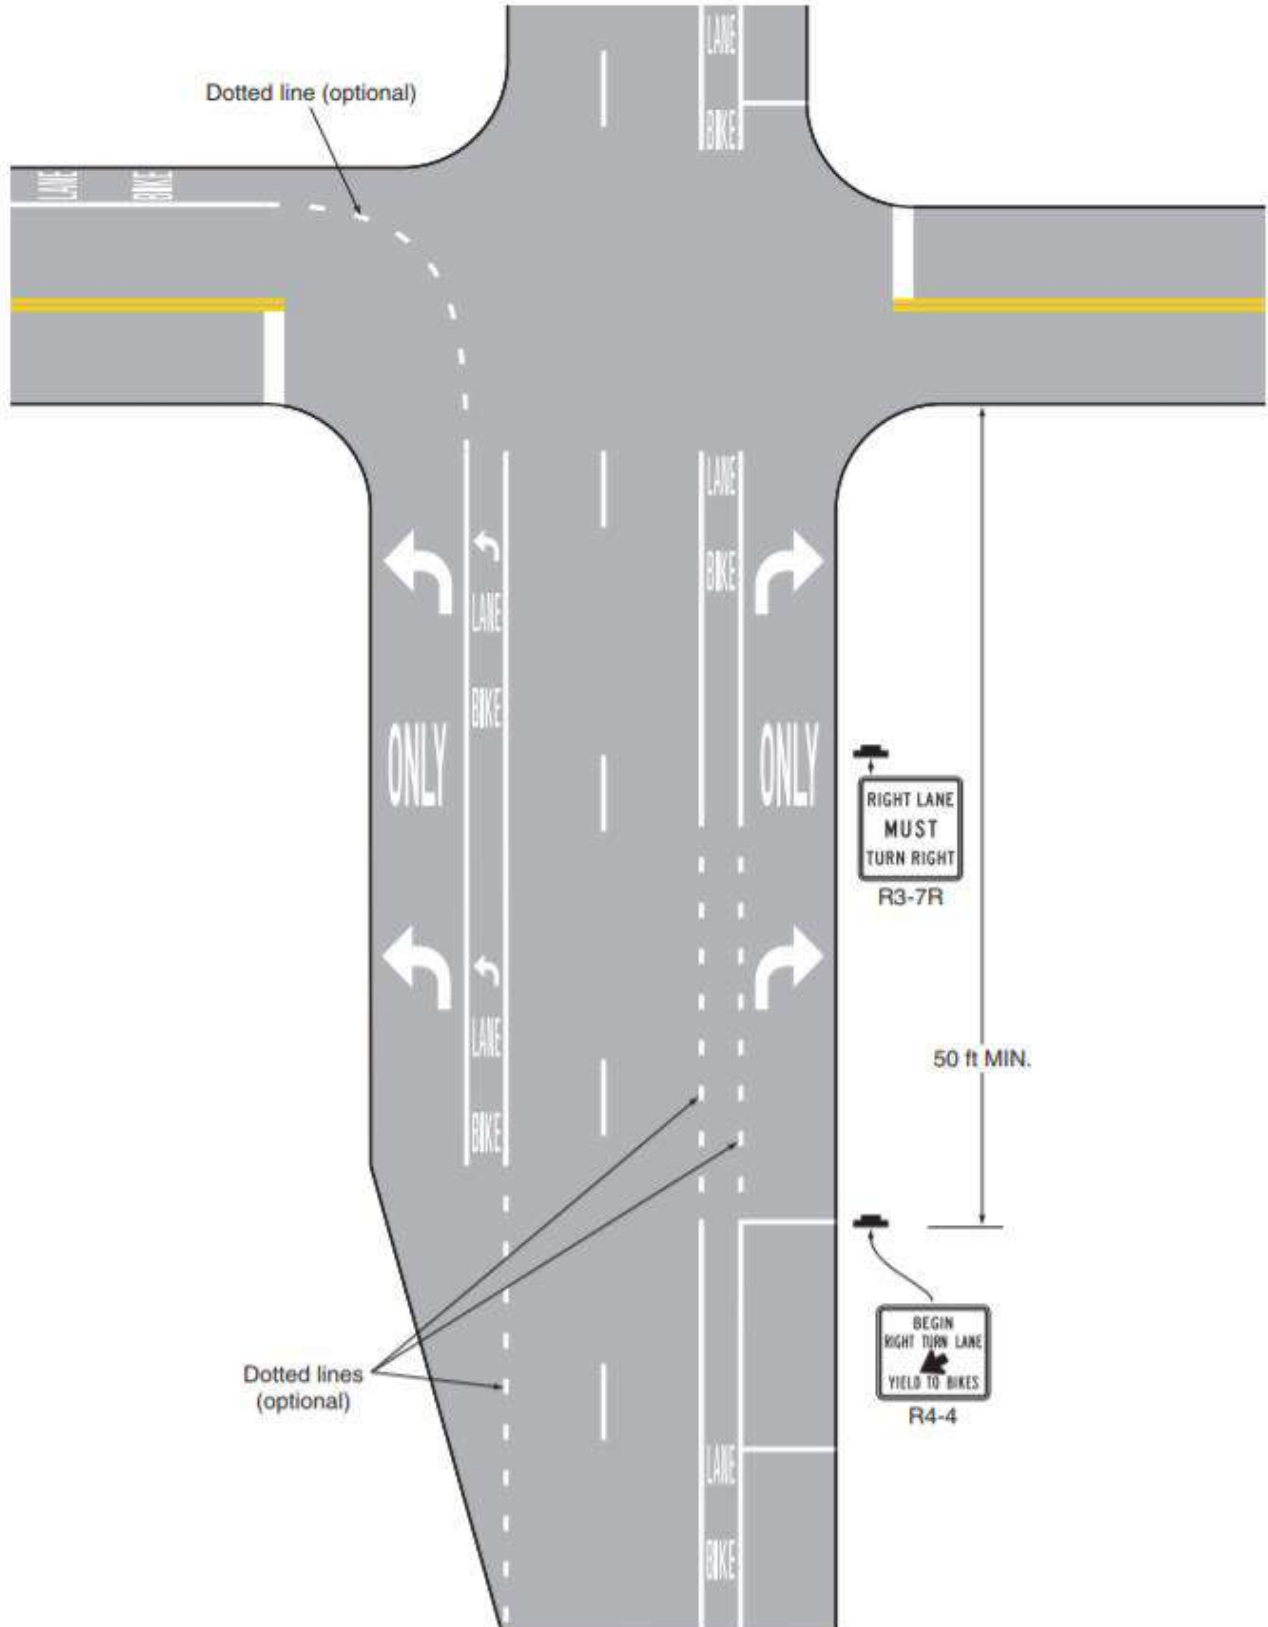 LANE
BIKE
Dotted line (optional)
LANE
BIKE
LANE
BIKE
LANE
BIKE
ONLY
ONLY
RIGHT LANE
MUST
TURN RIGHT
R3-7R
LANE
BIKE
50 ft MIN.
BEGIN
RIGHT TURN LANE
YIELD TO BIKES
R4-4
Dotted lines
(optional)
LANE
BIKE